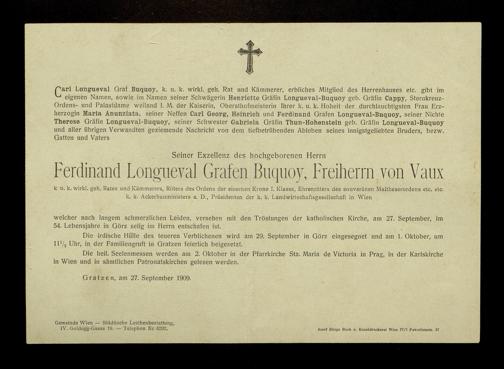 Carl Longueval Graf Buquoy, k. u. k. wirkl. geh. Rat und Kämmerer, erbliches Mitglied des Herrenhauses etc. gibt im
eigenen Namen, sowie im Namen seiner Schwägerin Henriette Gräfin Longueval-Buquoy geb. Gräfin Cappy, Sternkreuz-
Ordens- und Palastdame weiland I. M. der Kaiserin, Obersthofmeisterin Ihrer k. u. k. Hoheit der durchlauchtigsten Frau Erz-
herzogin Maria Anunziata, seiner Neffen Carl Georg, Heinrich und Ferdinand Grafen Longueval-Buquoy, seiner Nichte
Therese Gräfin Longueval-Buquoy, seiner Schwester Gabriele Gräfin Thun-Hohenstein geb. Gräfin Longueval-Buquoy
und aller übrigen Verwandten geziemende Nachricht von dem tiefbetrübenden Ableben seines innigstgeliebten Bruders, bezw.
Gatten und Vaters
Seiner Exzellenz des hochgeborenen Herrn
Ferdinand Longueval Grafen Buquoy, Freiherrn von Vaux
k. u. k. wirkl. geh. Rates und Kämmerers, Ritters des Ordens der eisernen Krone I. Klasse, Ehrenritters des souveränen Malteserordens etc. etc.
k. k. Ackerbauministers a. D., Präsidenten der k. k. Landwirtschaftsgesellschaft in Wien
welcher nach langem schmerzlichen Leiden, versehen mit den Tröstungen der katholischen Kirche, am 27. September, im
54. Lebensjahre in Görz selig im Herrn entschafen ist.
Die irdische Hülle des teueren Verblichenen wird am 29. September in Görz eingesegnet und am 1. Oktober, um
11½ Uhr, in der Familiengruft in Gratzen feierlich beigesetzt.
Die heil. Seelenmessen werden am 2. Oktober in der Pfarrkirche Sta. Maria de Victoria in Prag, in der Karlskirche
in Wien und in sämtlichen Patronatskirchen gelesen werden.
Gratzen, am 27. September 1909.
Gemeinde Wien — Städtische Leichenbestattung,
IV. Goldegg-Gasse 19. — Telephon Nr.